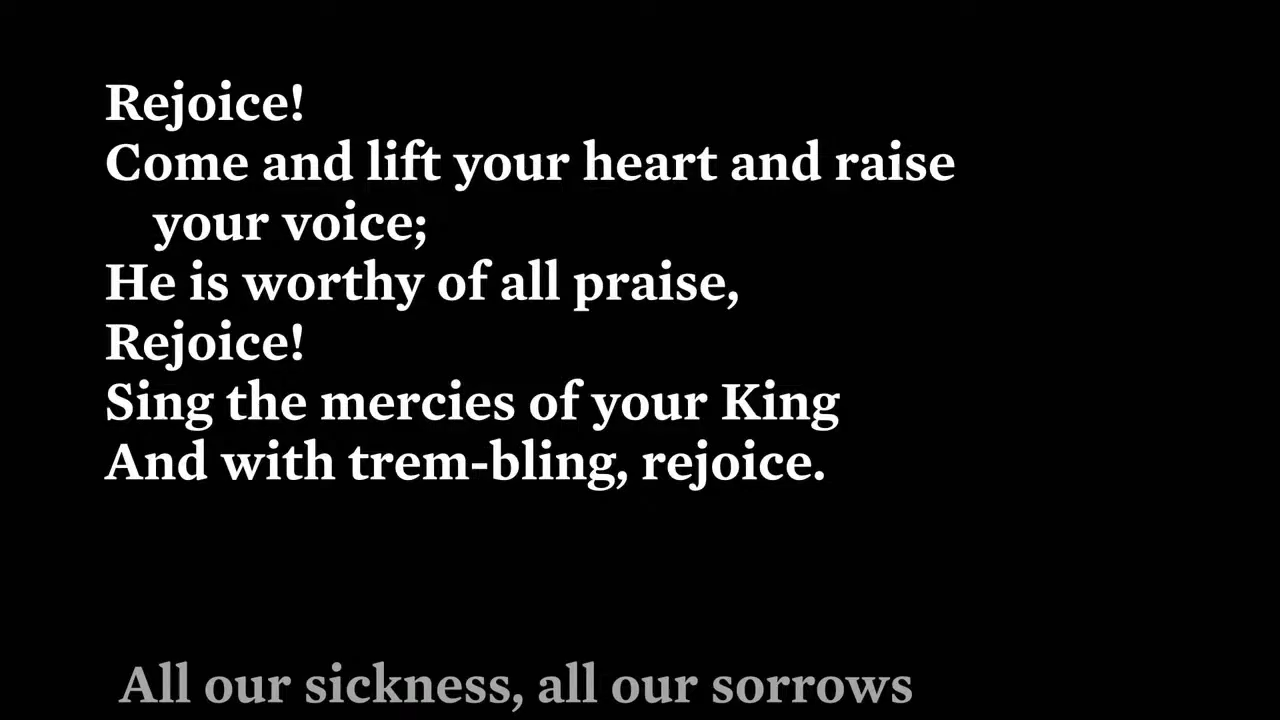 Rejoice!
Come and lift your heart and raise
your voice;
He is worthy of all praise,
Rejoice!
Sing the mercies of your King
And with trem-bling, rejoice.
All our sickness, all our sorrows